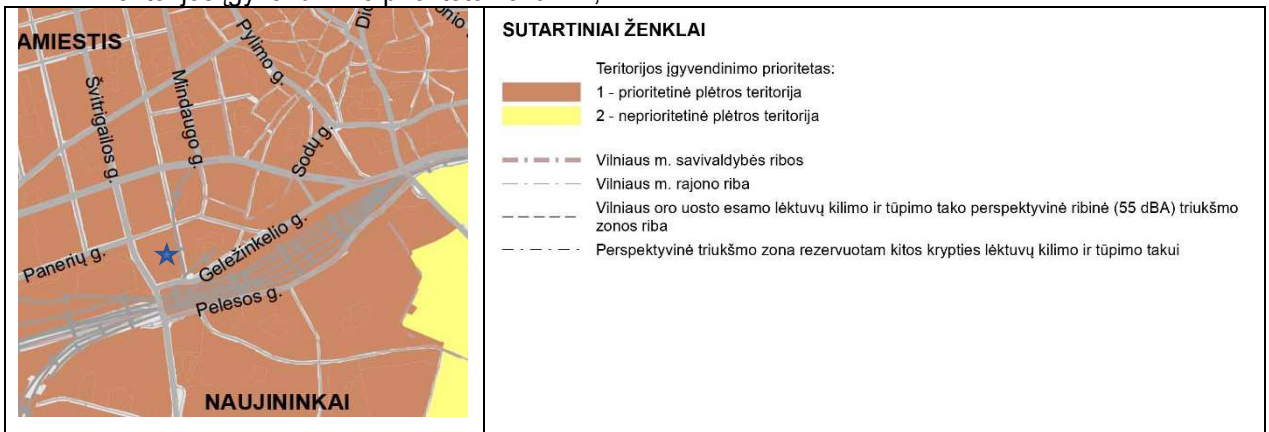 AMIESTIS
Pylimo g.
Švitrigailos g.
Mindaugo g.
Sodų g.
Geležinkelio g.
Panerių g.
Pelesos g.
NAUJININKAI
SUTARTINIAI ŽENKLAI
Teritorijos įgyvendinimo prioritetas:
1 - prioritetinė plėtros teritorija
2 - neprioritetinė plėtros teritorija
Vilniaus m. savivaldybės ribos
Vilniaus m. rajono riba
Vilniaus oro uosto esamo lėktuvų kilimo ir tūpimo tako perspektyvinė ribinė (55 dBA) triukšmo
zonos riba
Perspektyvinė triukšmo zona rezervuotam kitos krypties lėktuvų kilimo ir tūpimo takui